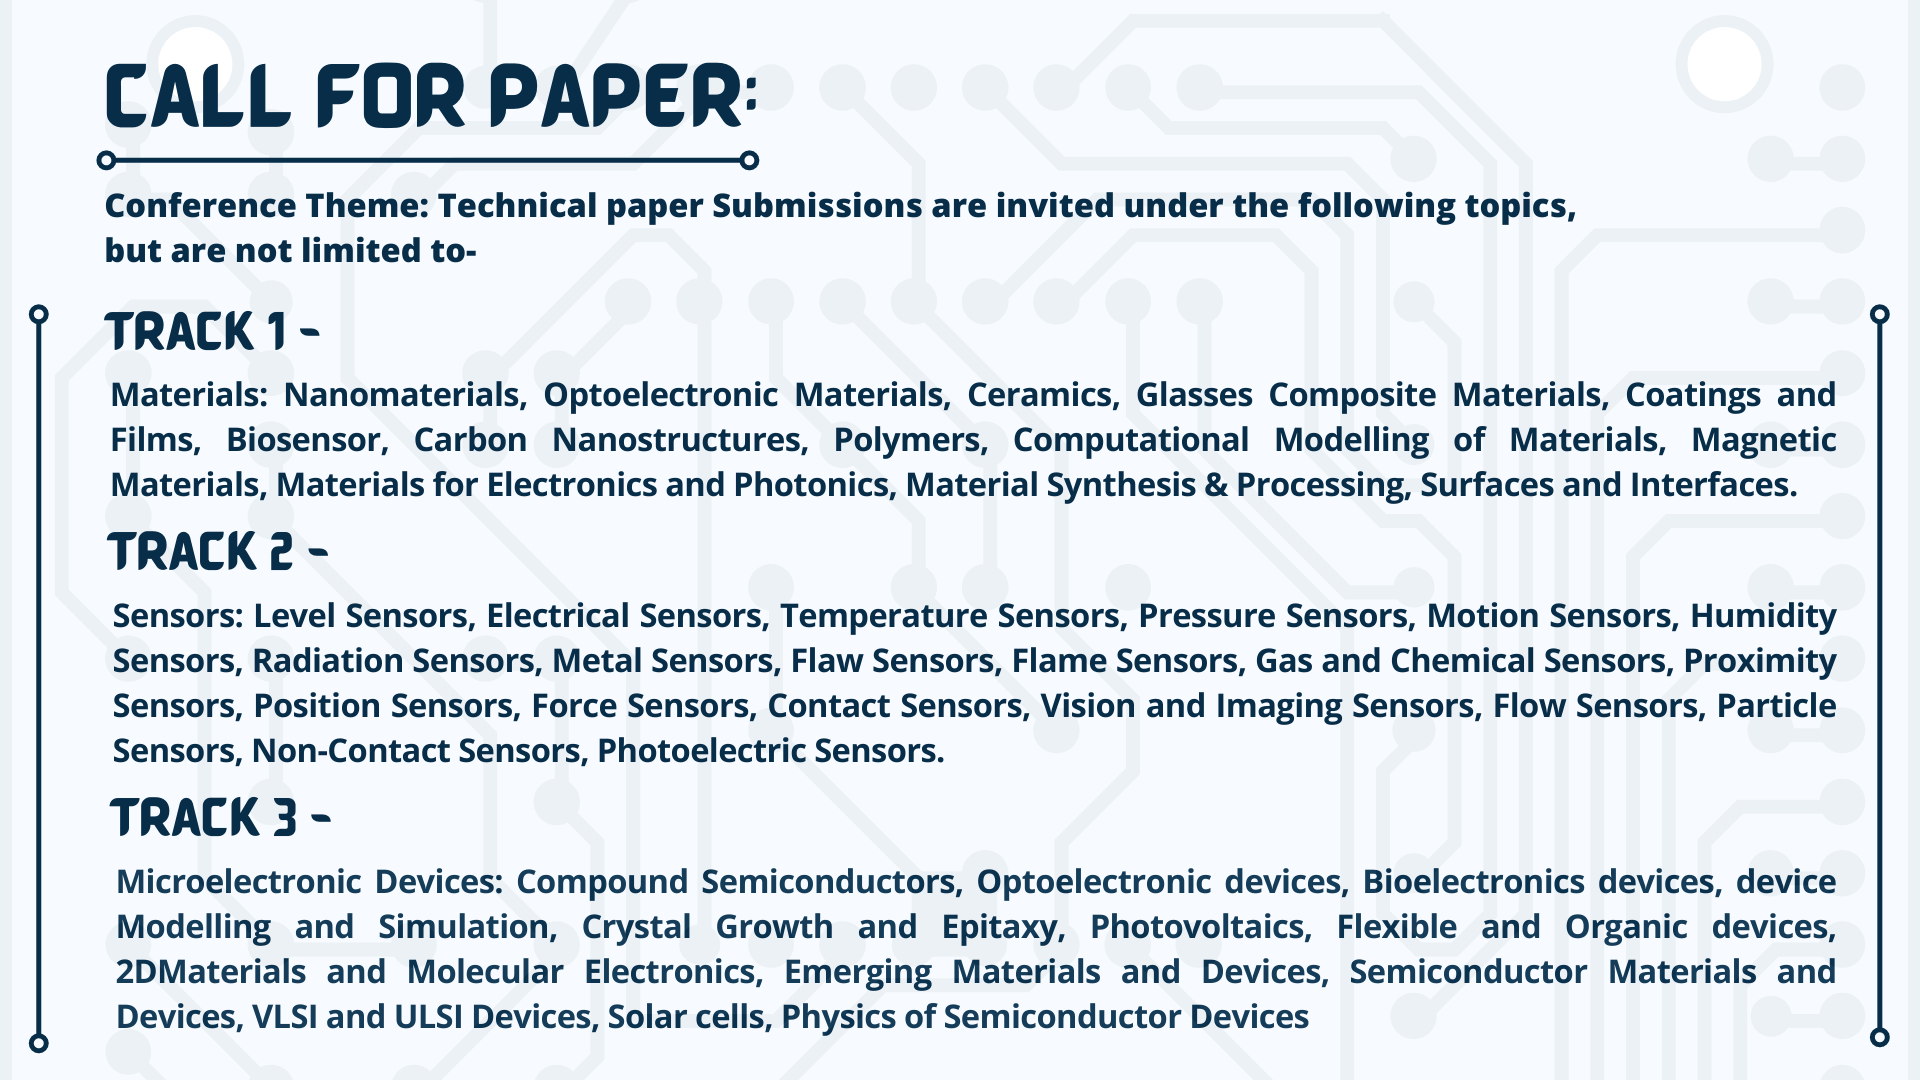 CALL FOR PAPER:
Conference Theme: Technical paper Submissions are invited under the following topics,
but are not limited to-
TRACK 1 -
Materials: Nanomaterials, Optoelectronic Materials, Ceramics, Glasses Composite Materials, Coatings and
Films, Biosensor, Carbon Nanostructures, Polymers, Computational Modelling of Materials, Magnetic
Materials, Materials for Electronics and Photonics, Material Synthesis & Processing, Surfaces and Interfaces.
TRACK 2 -
Sensors: Level Sensors, Electrical Sensors, Temperature Sensors, Pressure Sensors, Motion Sensors, Humidity
Sensors, Radiation Sensors, Metal Sensors, Flaw Sensors, Flame Sensors, Gas and Chemical Sensors, Proximity
Sensors, Position Sensors, Force Sensors, Contact Sensors, Vision and Imaging Sensors, Flow Sensors, Particle
Sensors, Non-Contact Sensors, Photoelectric Sensors.
TRACK 3 -
Microelectronic Devices: Compound Semiconductors, Optoelectronic devices, Bioelectronics devices, device
Modelling and Simulation, Crystal Growth and Epitaxy, Photovoltaics, Flexible and Organic devices,
2DMaterials and Molecular Electronics, Emerging Materials and Devices, Semiconductor Materials and
Devices, VLSI and ULSI Devices, Solar cells, Physics of Semiconductor Devices